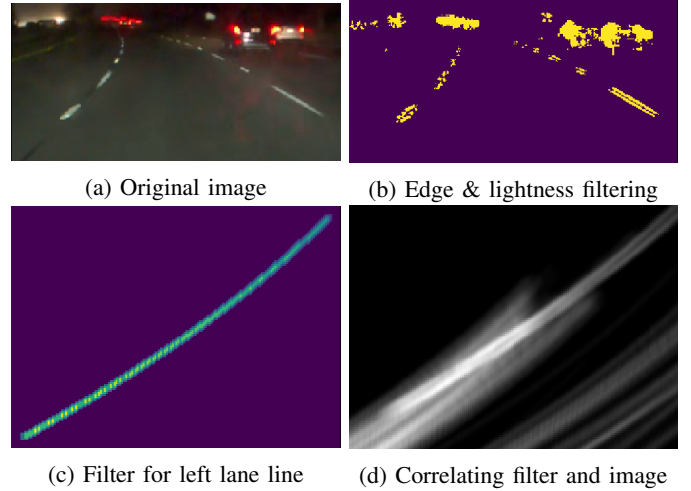 (a) Original image
(b) Edge & lightness filtering
(c) Filter for left lane line
(d) Correlating filter and image